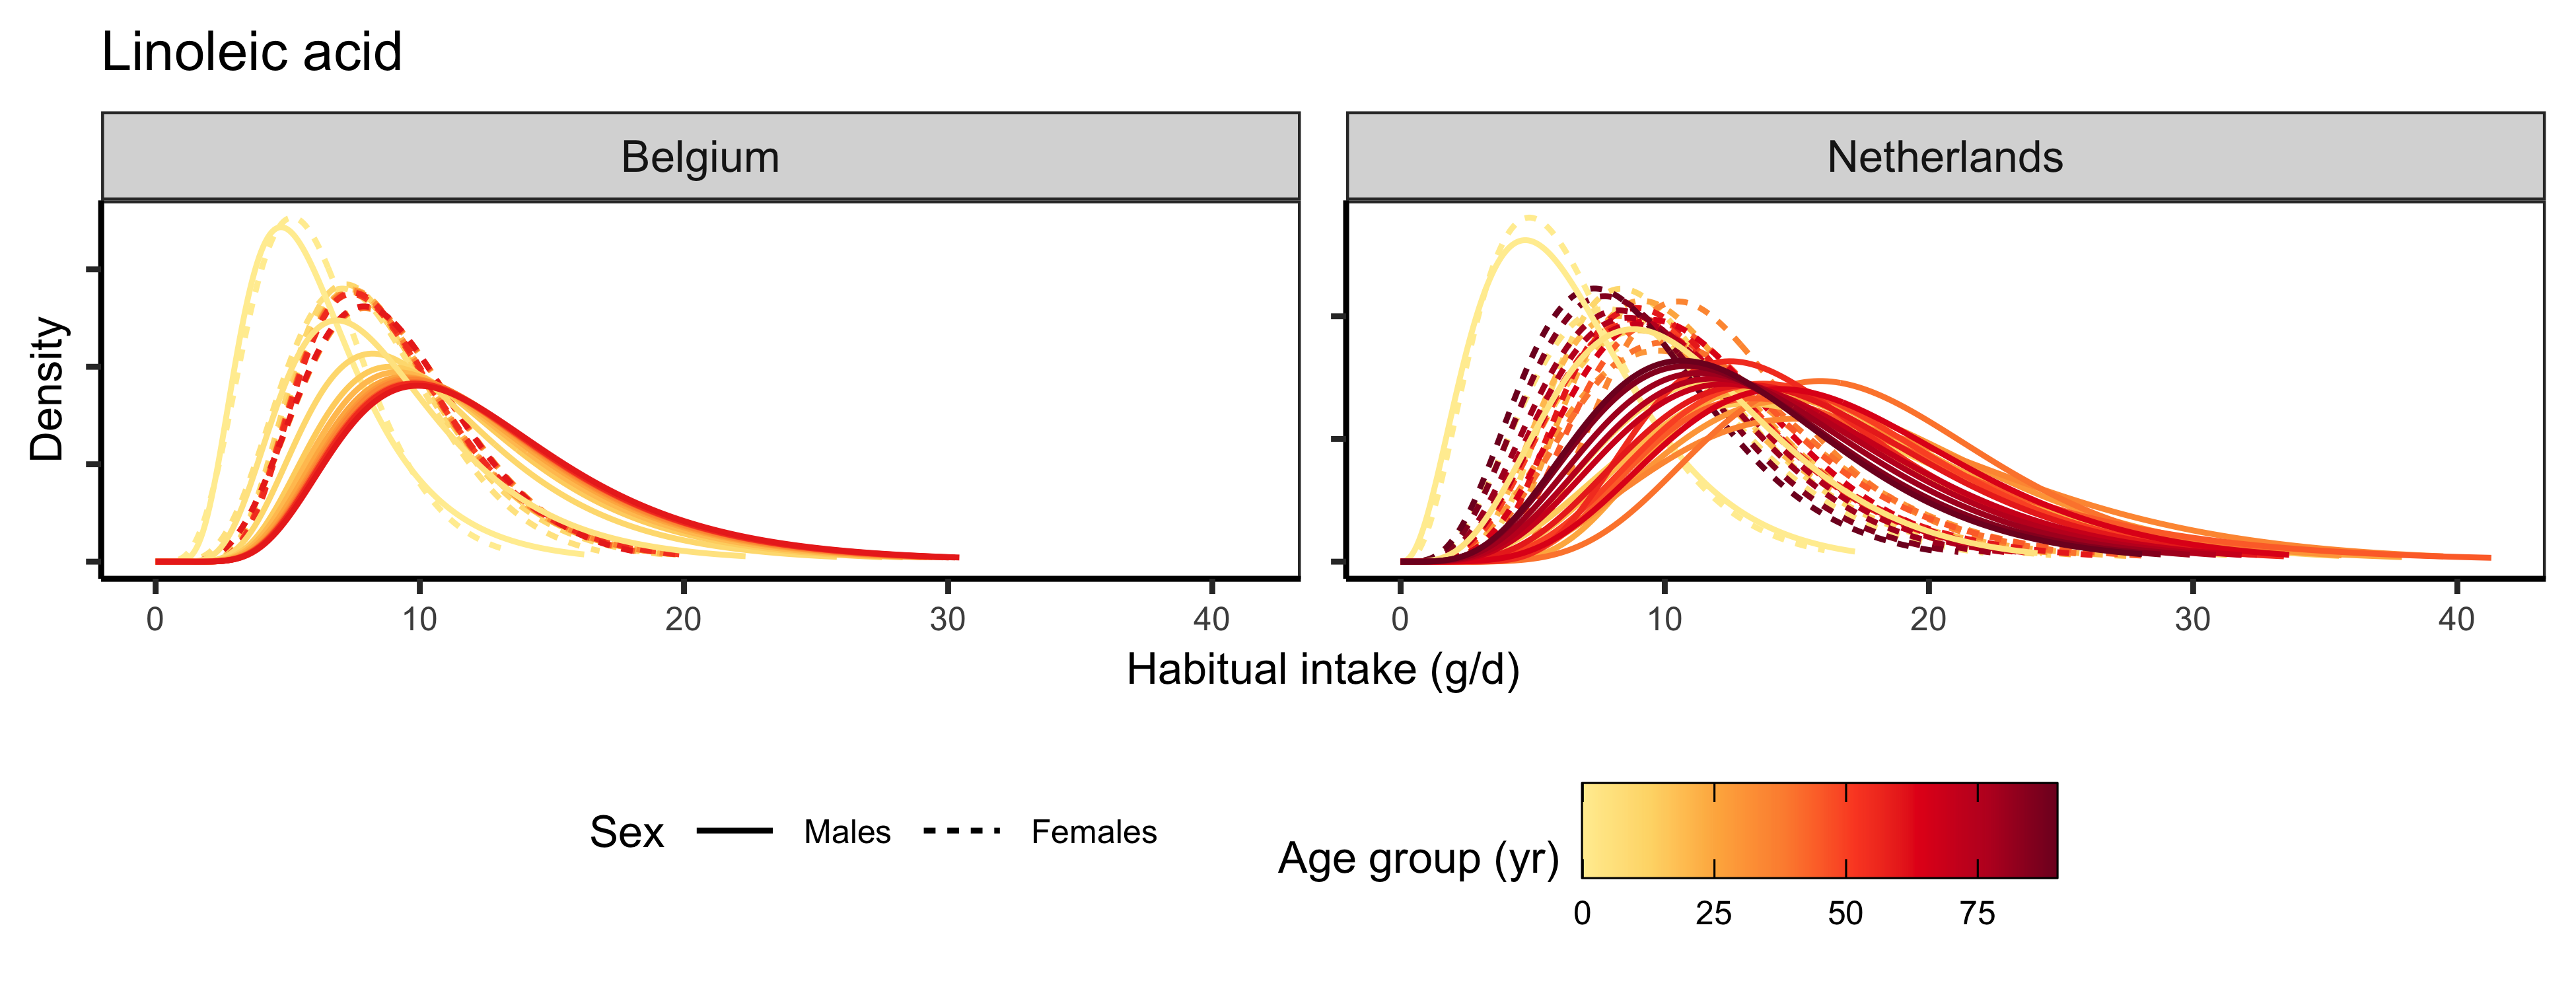 Linoleic acid
Belgium
Netherlands
Density
0 10 20 30 40
0 10 20 30 40
Habitual intake (g/d)
Sex Males Females
Age group (yr)
0 25 50 75